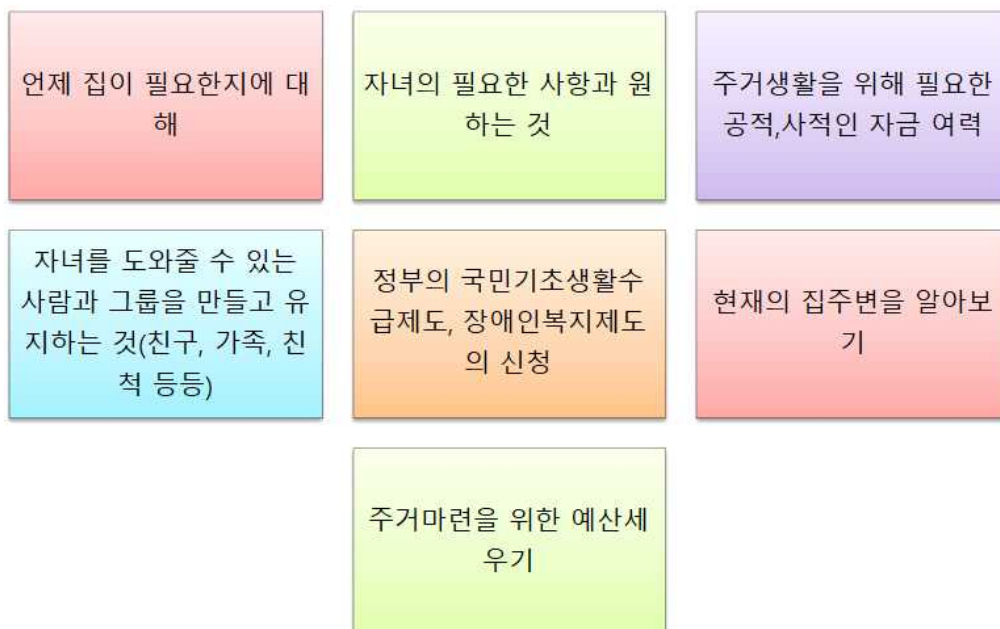 언제 집이 필요한지에 대
해
자녀의 필요한 사항과 원
하는 것
주거생활을 위해 필요한
공적,사적인 자금 여력
자녀를 도와줄 수 있는
사람과 그룹을 만들고 유
지하는 것(친구, 가족, 친
척 등등)
정부의 국민기초생활수
급제도, 장애인복지제도
의 신청
현재의 집주변을 알아보
기
주거마련을 위한 예산세
우기